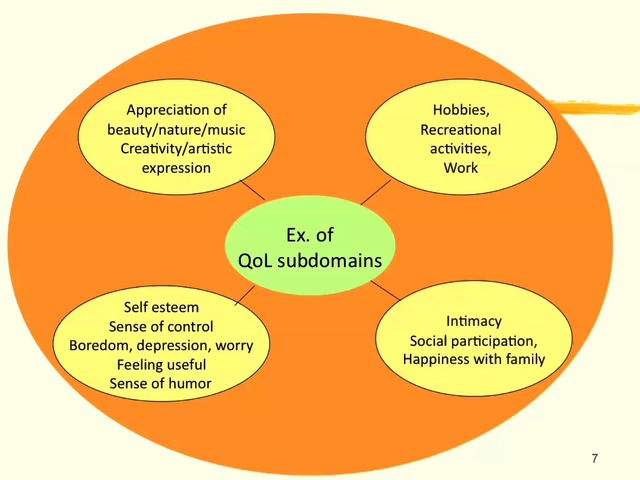 Appreciation of
beauty/nature/music
Creativity/artistic
expression
Hobbies,
Recreational
activities,
Work
Ex. of
QoL subdomains
Self esteem
Sense of control
Boredom, depression, worry
Feeling useful
Sense of humor
Intimacy
Social participation,
Happiness with family
7